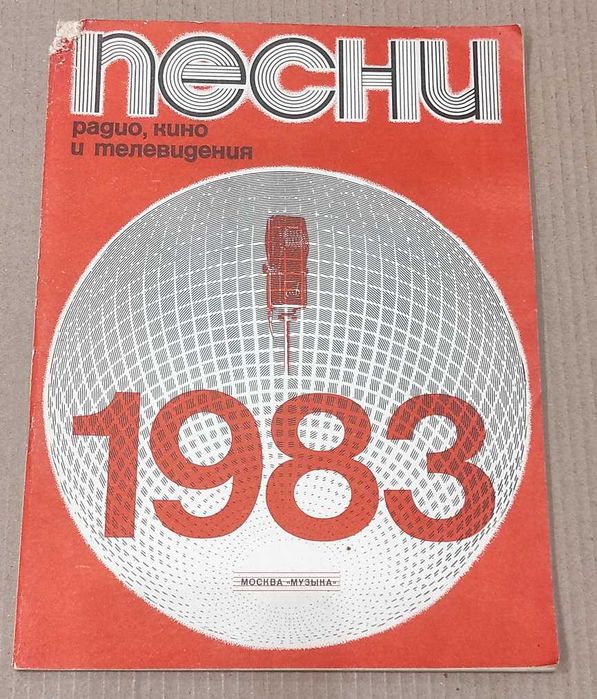 песни
радио, кино
и телевидения
1983
МОСКВА «МУЗЫКА»